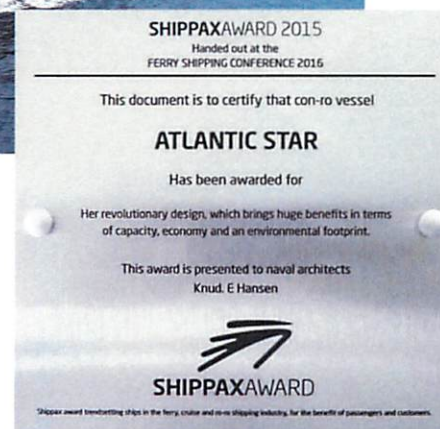 SHIPPAXAWARD 2015
Handed out at the
FERRY SHIPPING CONFERENCE 2016
This document is to certify that con-ro vessel
ATLANTIC STAR
Has been awarded for
Her revolutionary design, which brings huge benefits in terms
of capacity, economy and an environmental footprint.
This award is presented to naval architects
Knud. E Hansen
SHIPPAXAWARD
Shippax award trendsetting ships in the ferry, cruise and ro-ro shipping industry, for the benefit of passengers and customers.